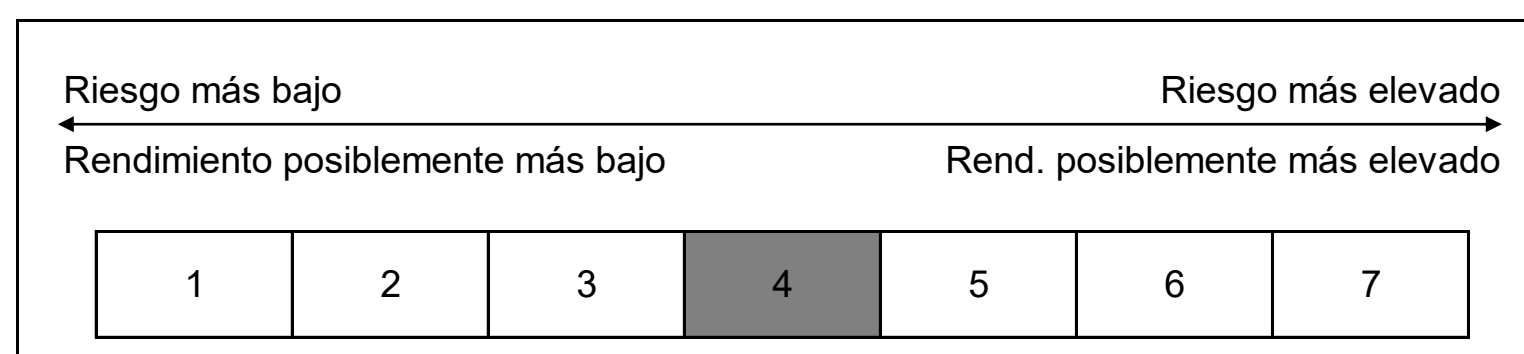 Riesgo más bajo Riesgo más elevado
Rendimiento posiblemente más bajo Rend. posiblemente más elevado
1 2 3 4 5 6 7